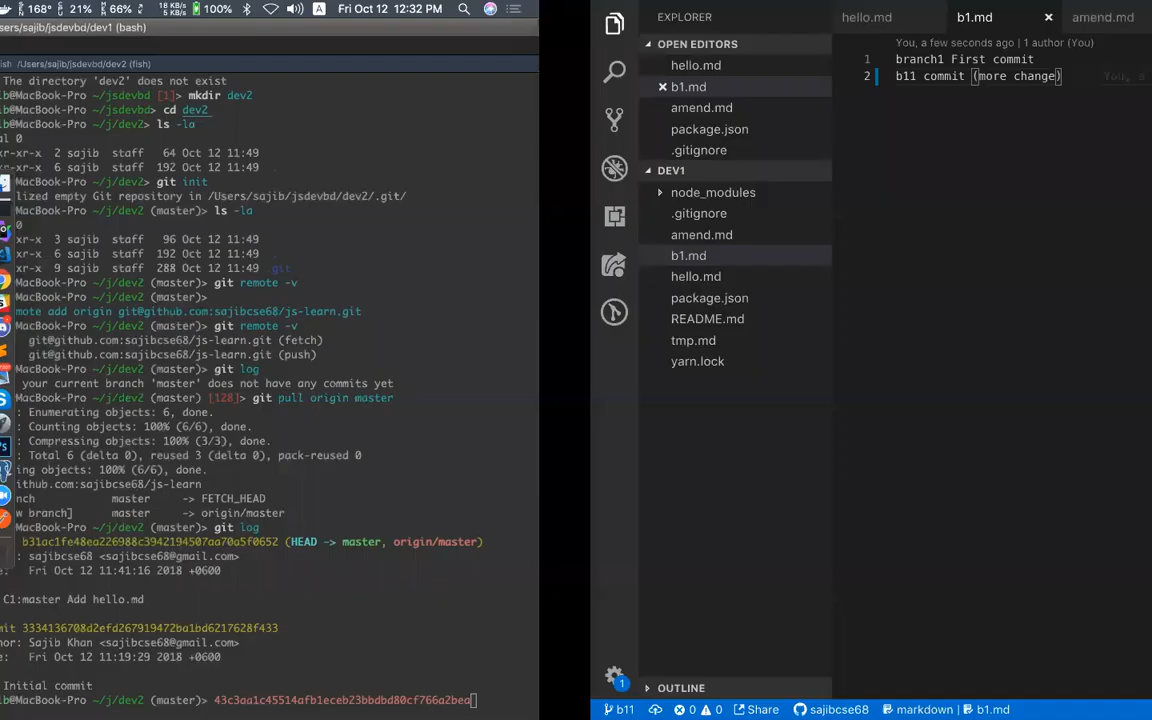 168° 21% 66% 18 KB/s 5 KB/s 100% A Fri Oct 12 12:32 PM
sers/sajib/jsdevbd/dev1 (bash)
ish /Users/sajib/jsdevbd/dev2 (fish)
The directory 'dev2' does not exist
ib@MacBook-Pro ~/jsdevbd [1]> mkdir dev2
ib@MacBook-Pro ~/jsdevbd> cd dev2
ib@MacBook-Pro ~/j/dev2> ls -la
al 0
xr-xr-x 2 sajib staff 64 Oct 12 11:49
xr-xr-x 6 sajib staff 192 Oct 12 11:49 .
MacBook-Pro ~/j/dev2> git init
lized empty Git repository in /Users/sajib/jsdevbd/dev2/.git/
MacBook-Pro ~/j/dev2 (master)> ls -la
0
xr-x 3 sajib staff 96 Oct 12 11:49
xr-x 6 sajib staff 192 Oct 12 11:49 .
xr-x 9 sajib staff 288 Oct 12 11:49 .git
MacBook-Pro ~/j/dev2 (master)> git remote -v
MacBook-Pro ~/j/dev2 (master)>
mote add origin git@github.com:sajibcse68/js-learn.git
MacBook-Pro ~/j/dev2 (master)> git remote -v
git@github.com:sajibcse68/js-learn.git (fetch)
git@github.com:sajibcse68/js-learn.git (push)
MacBook-Pro ~/j/dev2 (master)> git log
your current branch 'master' does not have any commits yet
MacBook-Pro ~/j/dev2 (master) [128]> git pull origin master
: Enumerating objects: 6, done.
: Counting objects: 100% (6/6), done.
: Compressing objects: 100% (3/3), done.
: Total 6 (delta 0), reused 3 (delta 0), pack-reused 0
ing objects: 100% (6/6), done.
ithub.com:sajibcse68/js-learn
nch master -> FETCH_HEAD
w branch] master -> origin/master
MacBook-Pro ~/j/dev2 (master)> git log
b31ac1fe48ea226988c3942194507aa70a5f0652 (HEAD -> master, origin/master)
: sajibcse68 <sajibcse68@gmail.com>
e: Fri Oct 12 11:41:16 2018 +0600
C1:master Add hello.md
mit 3334136708d2efd267919472ba1bd6217628f433
hor: Sajib Khan <sajibcse68@gmail.com>
e: Fri Oct 12 11:19:29 2018 +0600
Initial commit
ib@MacBook-Pro ~/j/dev2 (master)> 43c3aa1c45514afb1eceb23bbdbd80cf766a2bea
EXPLORER
OPEN EDITORS
hello.md
b1.md
amend.md
package.json
.gitignore
DEV1
node_modules
.gitignore
amend.md
b1.md
hello.md
package.json
README.md
tmp.md
yarn.lock
OUTLINE
hello.md b1.md amend.md
You, a few seconds ago | 1 author (You)
1 branch1 First commit
2 b11 commit (more change) You, a
1
b11 0 0 Share sajibcse68 markdown | b1.md